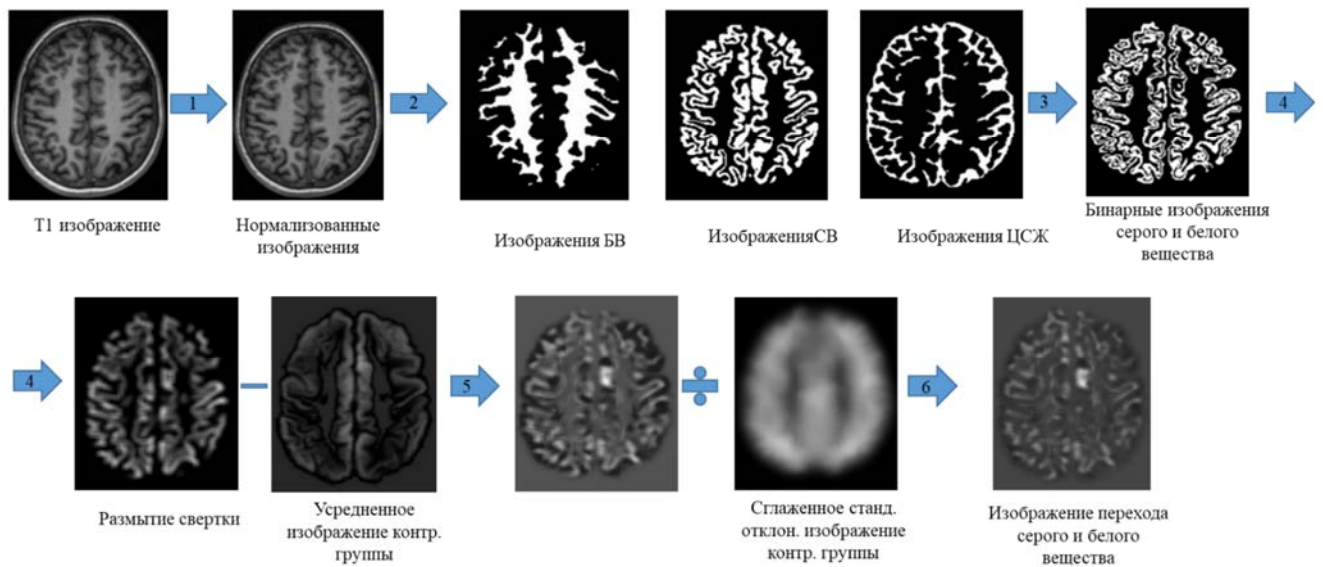 1
2
3
4
Т1 изображение
Нормализованные
изображения
Изображения БВ
ИзображенияСВ
Изображения ЦСЖ
Бинарные изображения
серого и белого
вещества
4
5
6
Размытие свертки
Усредненное
изображение контр.
группы
Сглаженное станд.
отклон. изображение
контр. группы
Изображение перехода
серого и белого
вещества